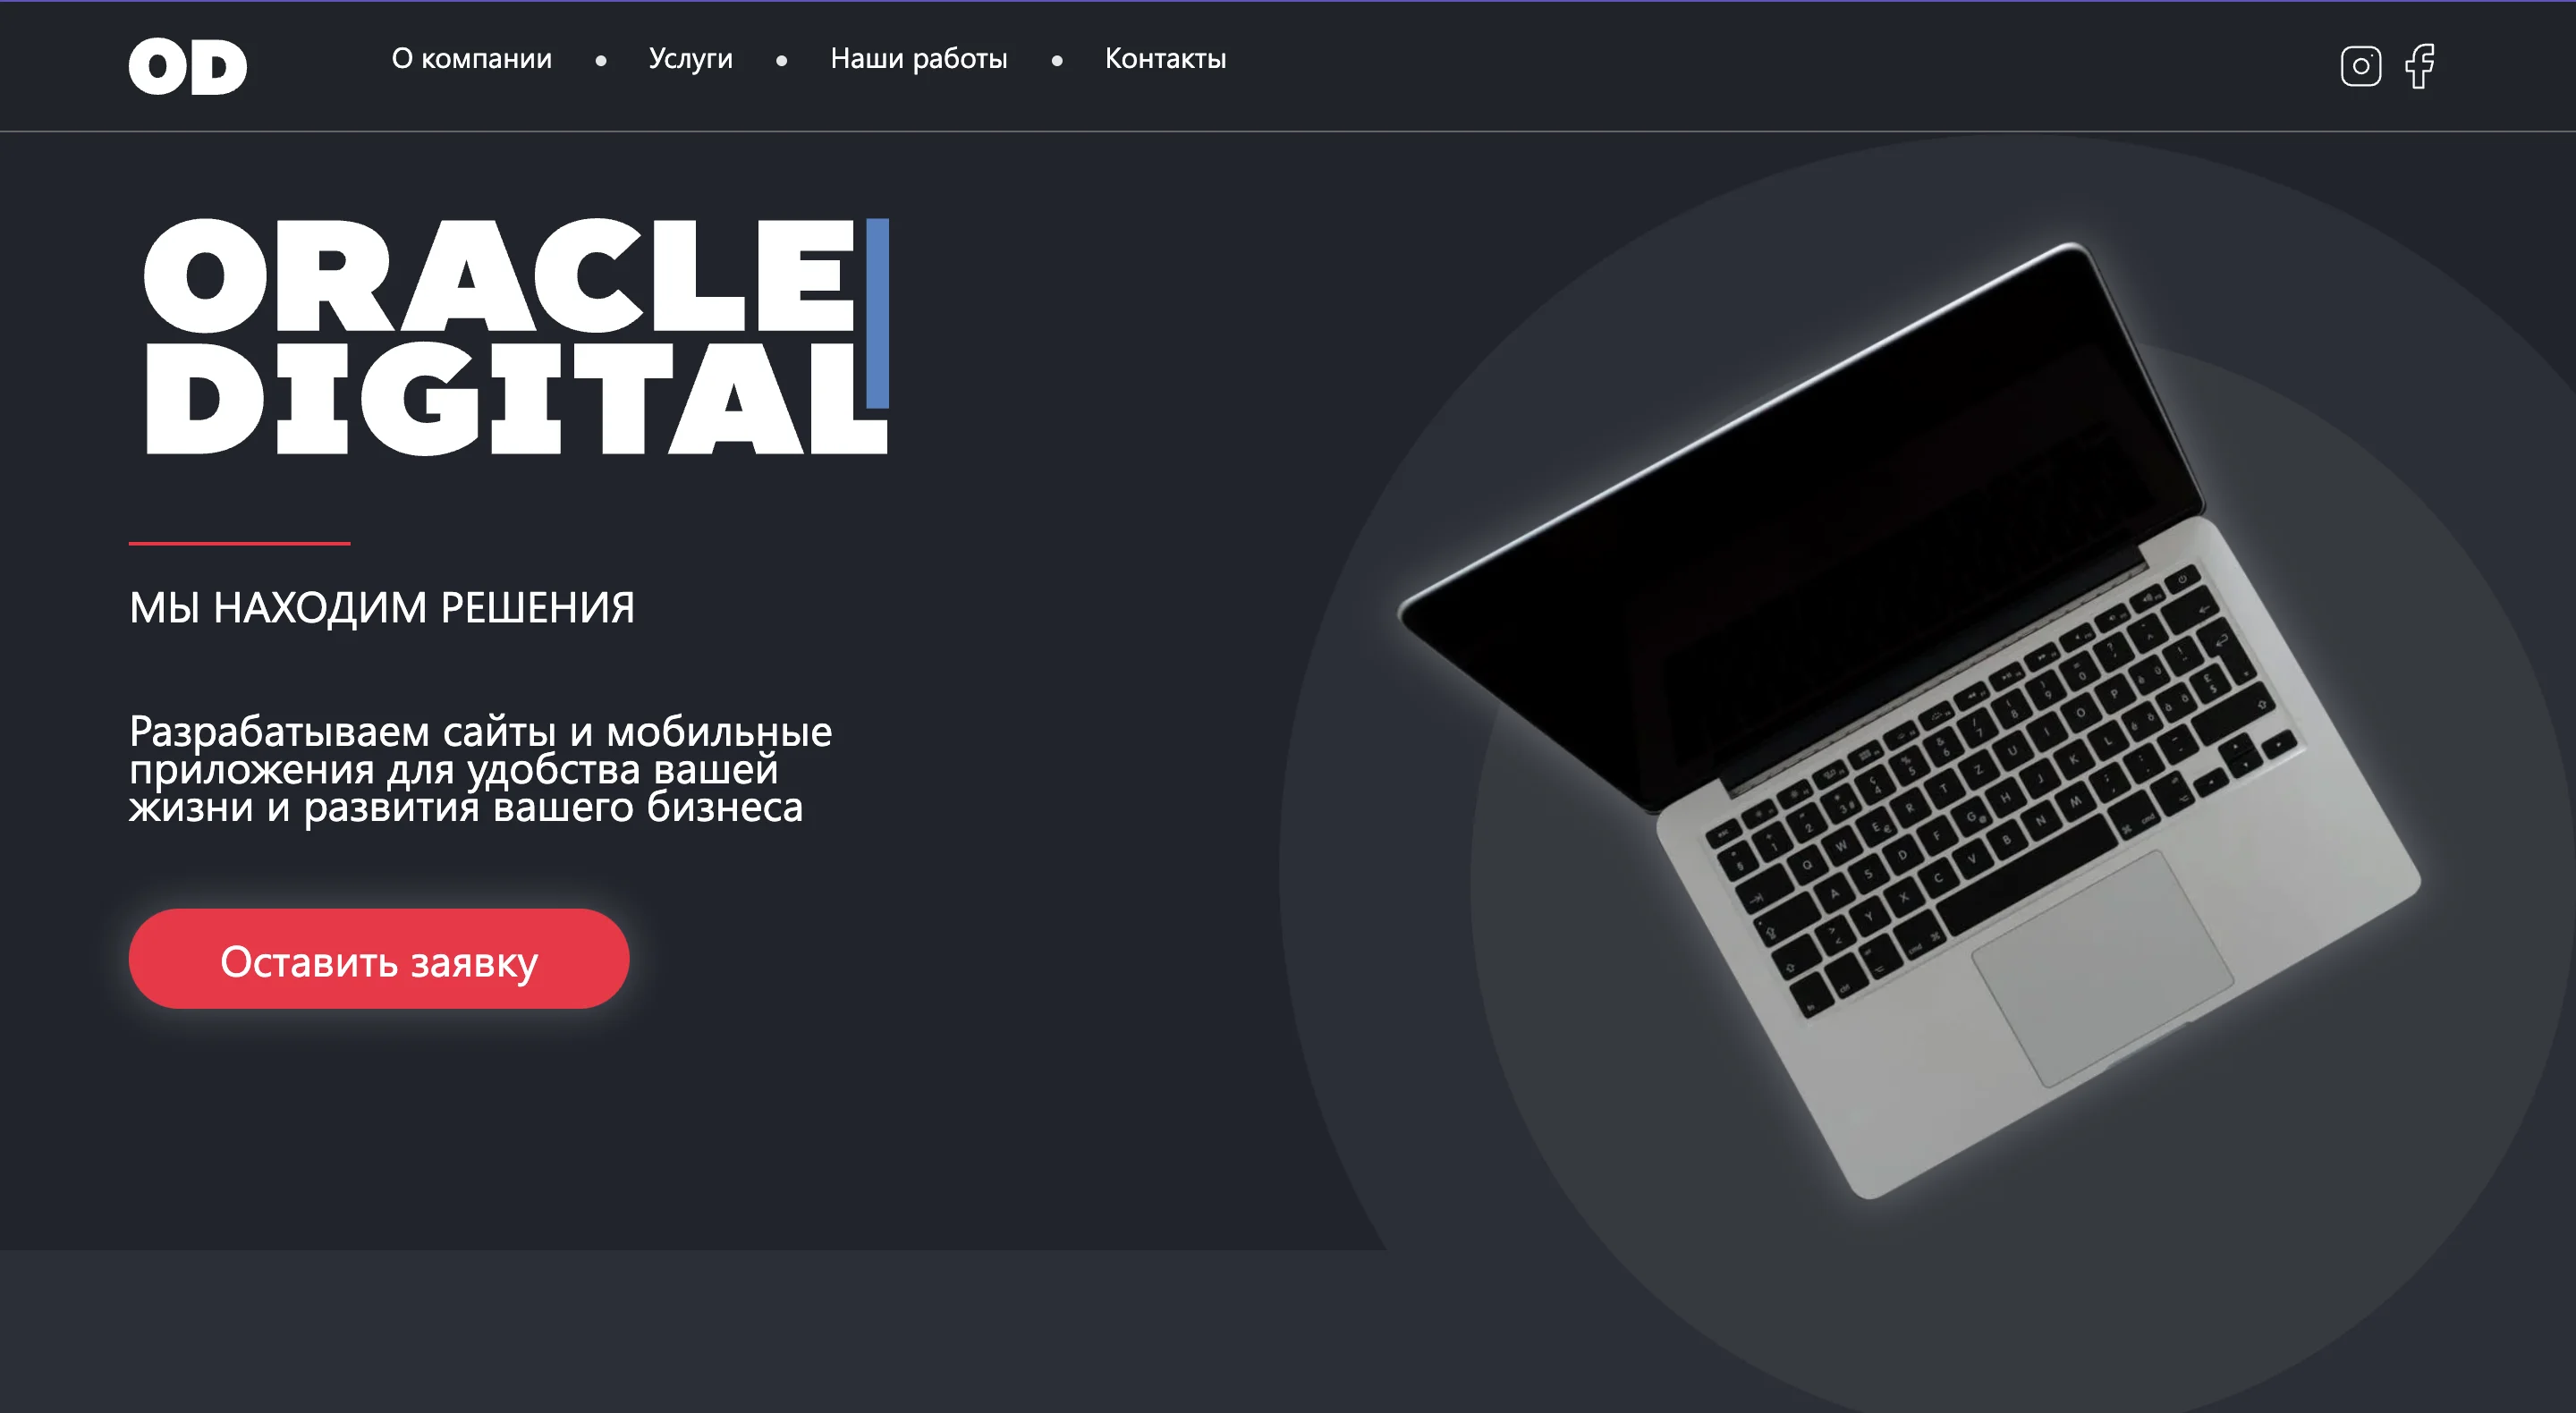 OD
О компании • Услуги • Наши работы • Контакты
ORACLE
DIGITAL
МЫ НАХОДИМ РЕШЕНИЯ
Разрабатываем сайты и мобильные
приложения для удобства вашей
жизни и развития вашего бизнеса
Оставить заявку